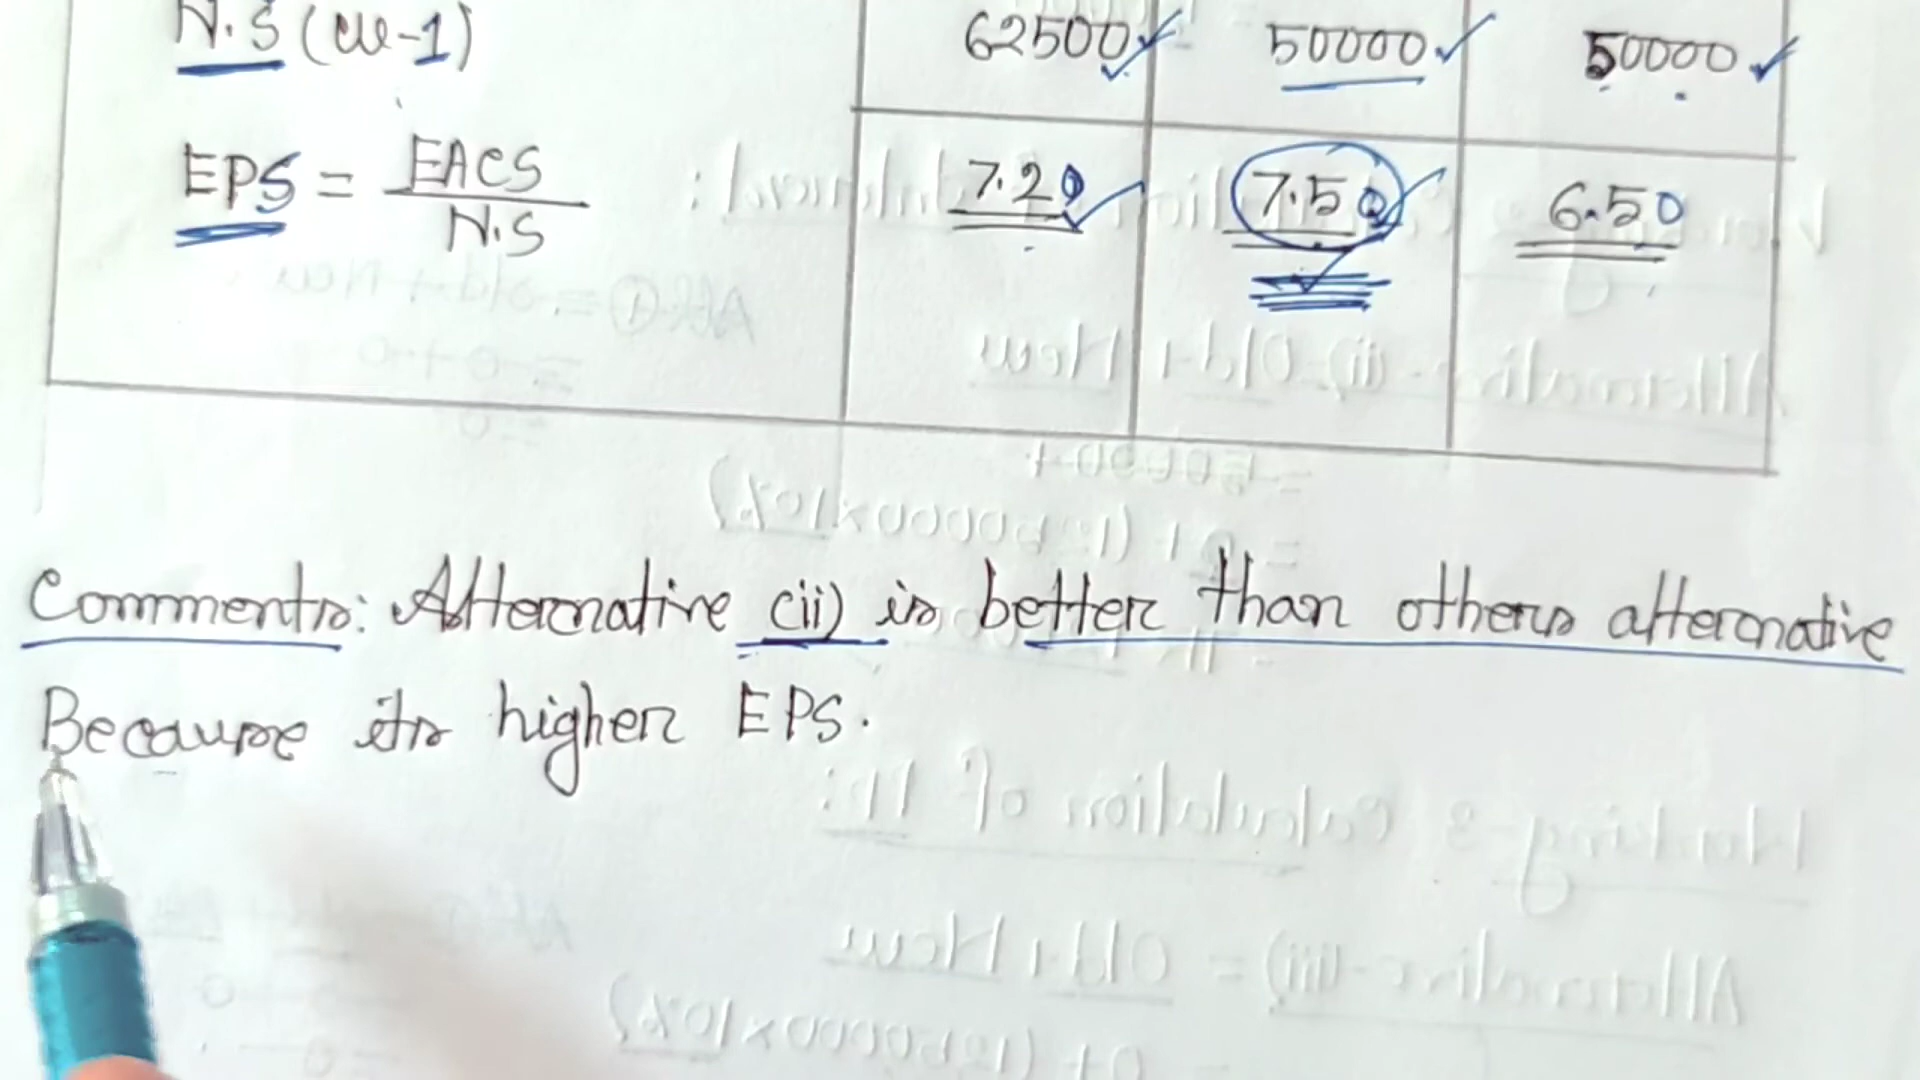 N.S (W-1) 62500 50000 50000
EPS = EACS / N.S 7.20 7.50 6.50
Comments: Alternative (ii) is better than others alternative
Because its higher EPS.